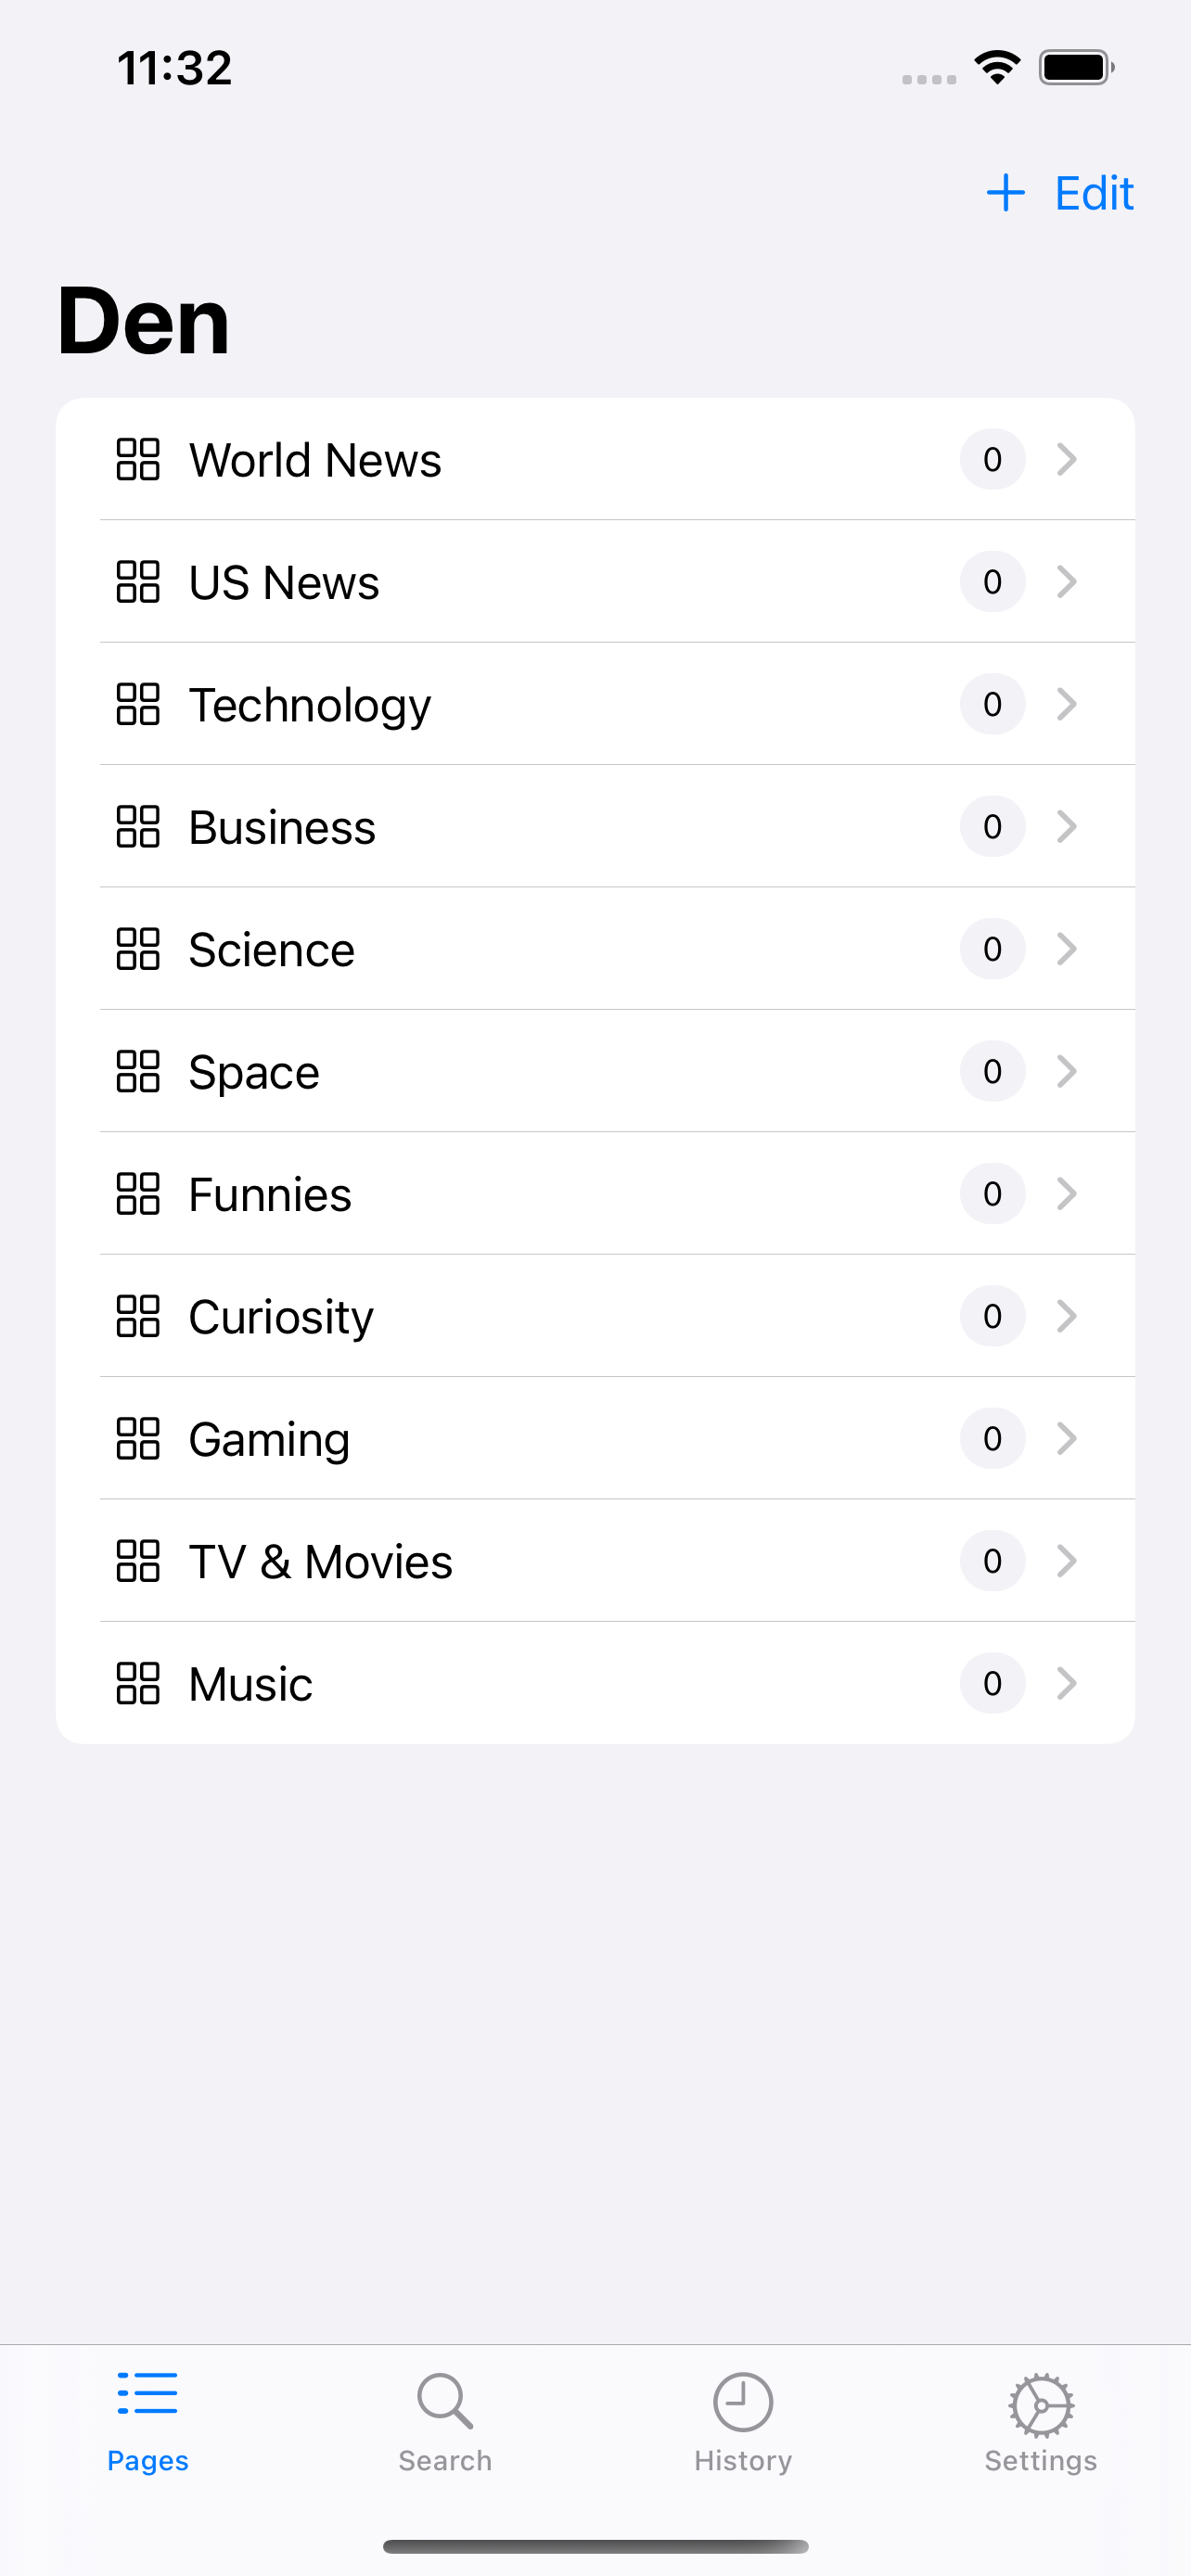 11:32
Edit
Den
World News 0
US News 0
Technology 0
Business 0
Science 0
Space 0
Funnies 0
Curiosity 0
Gaming 0
TV & Movies 0
Music 0
Pages Search History Settings